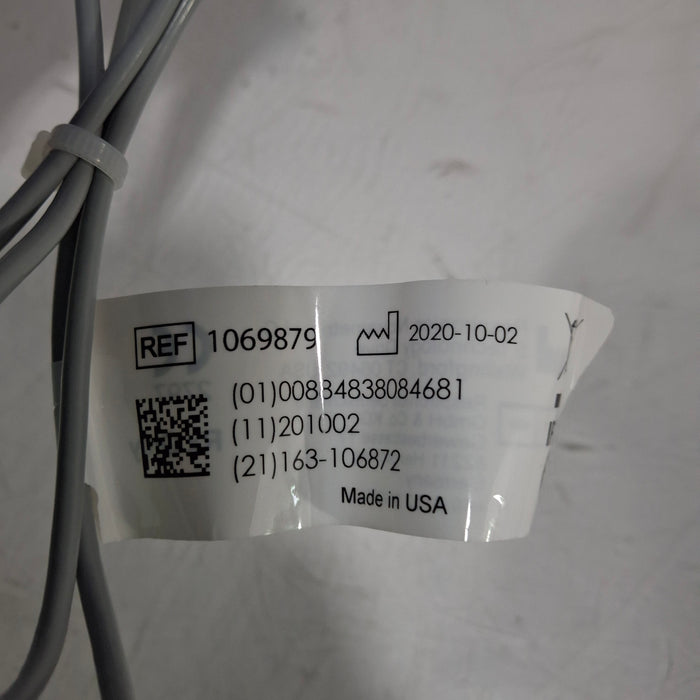 REF 1069879 2020-10-02
(01)00884838084681
(11)201002
(21)163-106872
Made in USA